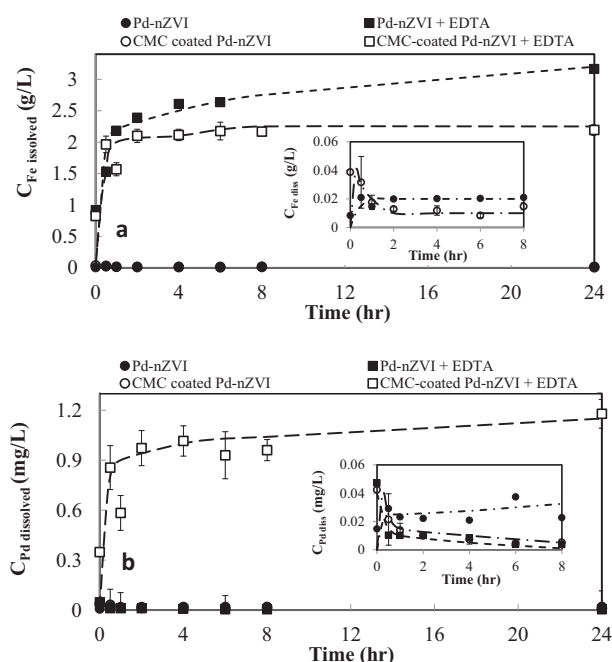 Pd-nZVI
Pd-nZVI + EDTA
CMC coated Pd-nZVI
CMC-coated Pd-nZVI + EDTA
C Fe issolved (g/L)
3
2.5
2
1.5
1
0.5
0
a
C Fe diss (g/L)
0.06
0.04
0.02
0
0 2 4 6 8
Time (hr)
0 4 8 12 16 20 24
Time (hr)
Pd-nZVI
Pd-nZVI + EDTA
CMC coated Pd-nZVI
CMC-coated Pd-nZVI + EDTA
C Pd dissolved (mg/L)
1.2
0.9
0.6
0.3
0
b
C Pd diss (mg/L)
0.06
0.04
0.02
0
0 2 4 6 8
Time (hr)
0 4 8 12 16 20 24
Time (hr)